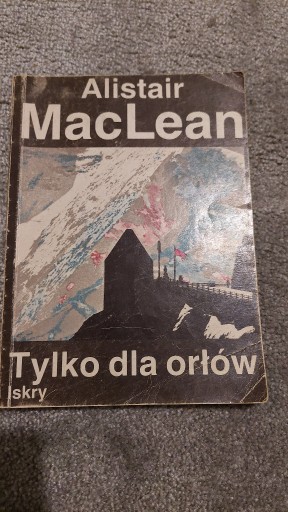 Alistair
MacLean
Tylko dla orłów
Iskry